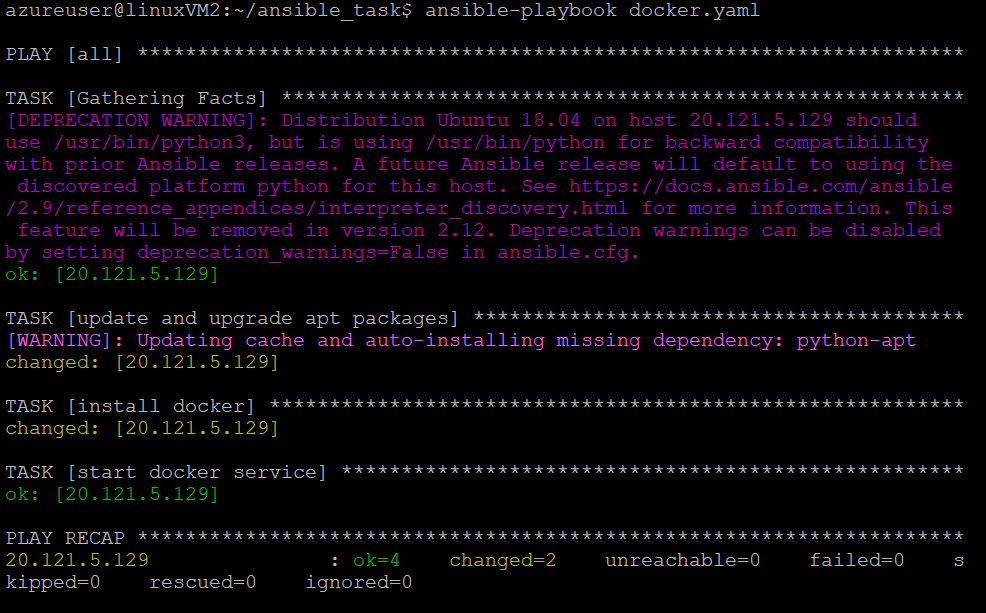 azureuser@linuxVM2:~/ansible_task$ ansible-playbook docker.yaml
PLAY [all] *********************************************************************
TASK [Gathering Facts] *********************************************************
[DEPRECATION WARNING]: Distribution Ubuntu 18.04 on host 20.121.5.129 should
use /usr/bin/python3, but is using /usr/bin/python for backward compatibility
with prior Ansible releases. A future Ansible release will default to using the
 discovered platform python for this host. See https://docs.ansible.com/ansible
/2.9/reference_appendices/interpreter_discovery.html for more information. This
 feature will be removed in version 2.12. Deprecation warnings can be disabled
by setting deprecation_warnings=False in ansible.cfg.
ok: [20.121.5.129]
TASK [update and upgrade apt packages] *****************************************
[WARNING]: Updating cache and auto-installing missing dependency: python-apt
changed: [20.121.5.129]
TASK [install docker] **********************************************************
changed: [20.121.5.129]
TASK [start docker service] ****************************************************
ok: [20.121.5.129]
PLAY RECAP *********************************************************************
20.121.5.129               : ok=4    changed=2    unreachable=0    failed=0    s
kipped=0    rescued=0    ignored=0